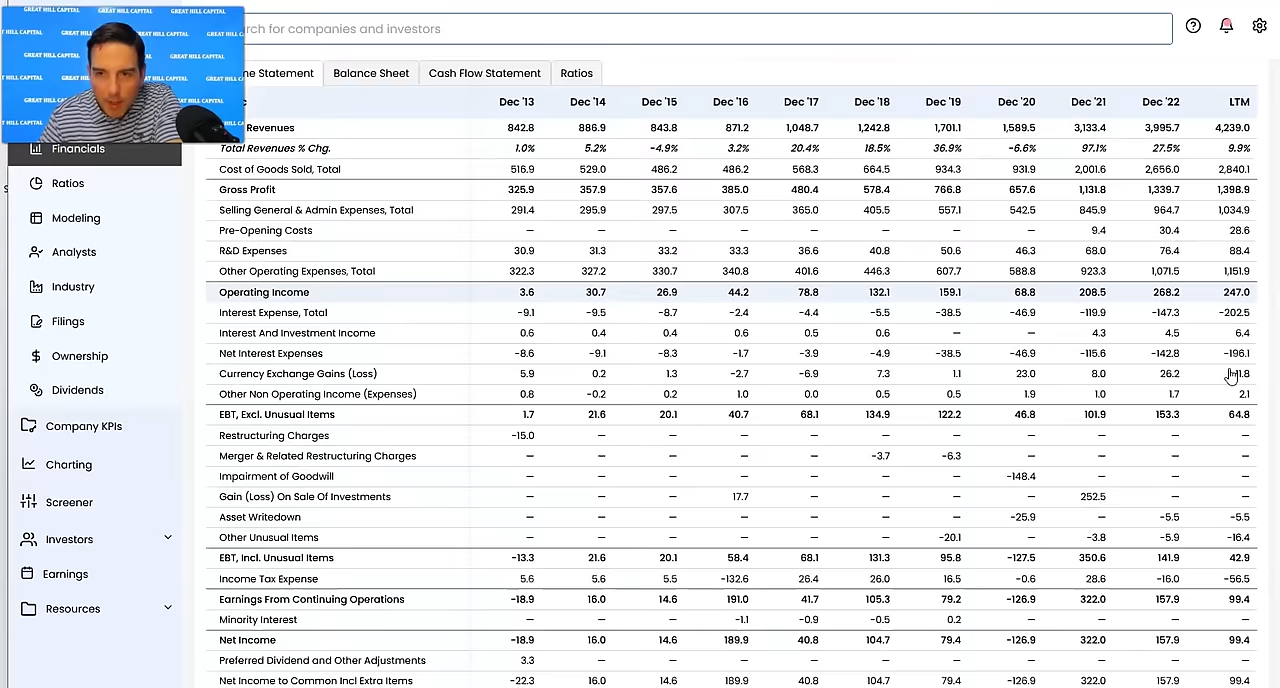 GREAT HILL CAPITAL GREAT HILL CAPITAL
rch for companies and investors
ne Statement Balance Sheet Cash Flow Statement Ratios
Dec '13 Dec '14 Dec '15 Dec '16 Dec '17 Dec '18 Dec '19 Dec '20 Dec '21 Dec '22 LTM
Revenues 842.8 886.9 843.8 871.2 1,048.7 1,242.8 1,701.1 1,589.5 3,133.4 3,995.7 4,239.0
Total Revenues % Chg. 1.0% 5.2% -4.9% 3.2% 20.4% 18.5% 36.9% -6.6% 97.1% 27.5% 9.9%
Cost of Goods Sold, Total 516.9 529.0 486.2 486.2 568.3 664.5 934.3 931.9 2,001.6 2,656.0 2,840.1
Gross Profit 325.9 357.9 357.6 385.0 480.4 578.4 766.8 657.6 1,131.8 1,339.7 1,398.9
Selling General & Admin Expenses, Total 291.4 295.9 297.5 307.5 365.0 405.5 557.1 542.5 845.9 964.7 1,034.9
Pre-Opening Costs — — — — — — — — 9.4 30.4 28.6
R&D Expenses 30.9 31.3 33.2 33.3 36.6 40.8 50.6 46.3 68.0 76.4 88.4
Other Operating Expenses, Total 322.3 327.2 330.7 340.8 401.6 446.3 607.7 588.8 923.3 1,071.5 1,151.9
Operating Income 3.6 30.7 26.9 44.2 78.8 132.1 159.1 68.8 208.5 268.2 247.0
Interest Expense, Total -9.1 -9.5 -8.7 -2.4 -4.4 -5.5 -38.5 -46.9 -119.9 -147.3 -202.5
Interest And Investment Income 0.6 0.4 0.4 0.6 0.5 0.6 — — 4.3 4.5 6.4
Net Interest Expenses -8.6 -9.1 -8.3 -1.7 -3.9 -4.9 -38.5 -46.9 -115.6 -142.8 -196.1
Currency Exchange Gains (Loss) 5.9 0.2 1.3 -2.7 -6.9 7.3 1.1 23.0 8.0 26.2
Other Non Operating Income (Expenses) 0.8 -0.2 0.2 1.0 0.0 0.5 0.5 1.9 1.0 1.7 2.1
EBT, Excl. Unusual Items 1.7 21.6 20.1 40.7 68.1 134.9 122.2 46.8 101.9 153.3 64.8
Restructuring Charges -15.0 — — — — — — — — — —
Merger & Related Restructuring Charges — — — — — -3.7 -6.3 — — — —
Impairment of Goodwill — — — — — — — -148.4 — — —
Gain (Loss) On Sale Of Investments — — — 17.7 — — — — 252.5 — —
Asset Writedown — — — — — — — -25.9 — -5.5 -5.5
Other Unusual Items — — — — — — -20.1 — -3.8 -5.9 -16.4
EBT, Incl. Unusual Items -13.3 21.6 20.1 58.4 68.1 131.3 95.8 -127.5 350.6 141.9 42.9
Income Tax Expense 5.6 5.6 5.5 -132.6 26.4 26.0 16.5 -0.6 28.6 -16.0 -56.5
Earnings From Continuing Operations -18.9 16.0 14.6 191.0 41.7 105.3 79.2 -126.9 322.0 157.9 99.4
Minority Interest — — — -1.1 -0.9 -0.5 0.2 — — — —
Net Income -18.9 16.0 14.6 189.9 40.8 104.7 79.4 -126.9 322.0 157.9 99.4
Preferred Dividend and Other Adjustments 3.3 — — — — — — — — — —
Net Income to Common Incl Extra Items -22.3 16.0 14.6 189.9 40.8 104.7 79.4 -126.9 322.0 157.9 99.4
Financials
Ratios
Modeling
Analysts
Industry
Filings
Ownership
Dividends
Company KPIs
Charting
Screener
Investors
Earnings
Resources